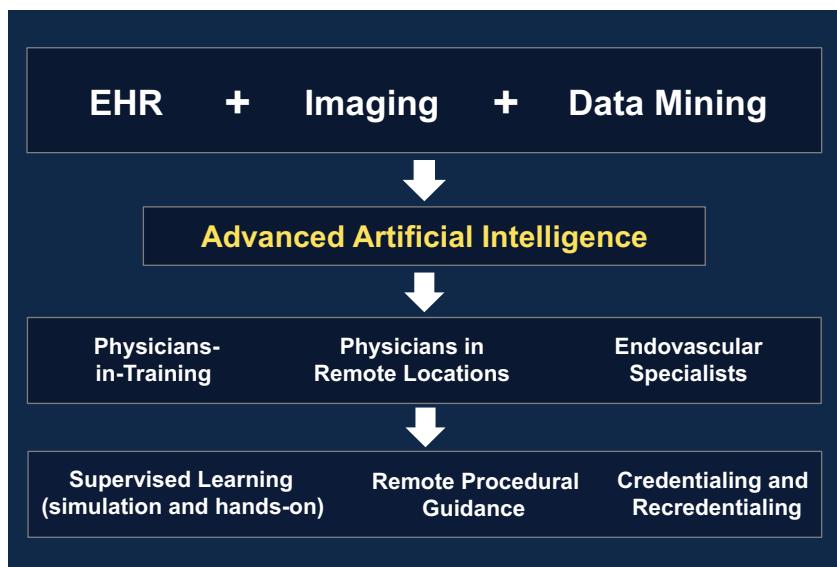 EHR + Imaging + Data Mining
Advanced Artificial Intelligence
Physicians-
in-Training
Physicians in
Remote Locations
Endovascular
Specialists
Supervised Learning
(simulation and hands-on)
Remote Procedural
Guidance
Credentialing and
Recredentialing